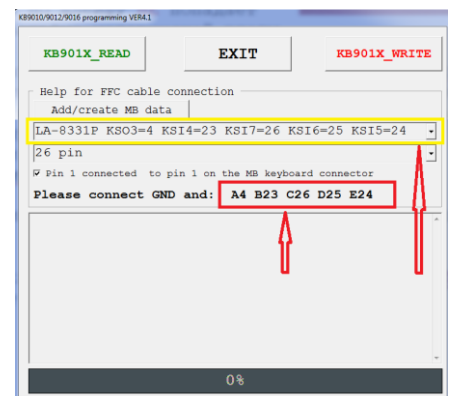 KB9010/9012/9016 programming VER4.1
KB901X_READ EXIT KB901X_WRITE
Help for FFC cable connection
Add/create MB data
LA-8331P KSO3=4 KSI4=23 KSI7=26 KSI6=25 KSI5=24
26 pin
Pin 1 connected to pin 1 on the MB keyboard connector
Please connect GND and: A4 B23 C26 D25 E24
0%